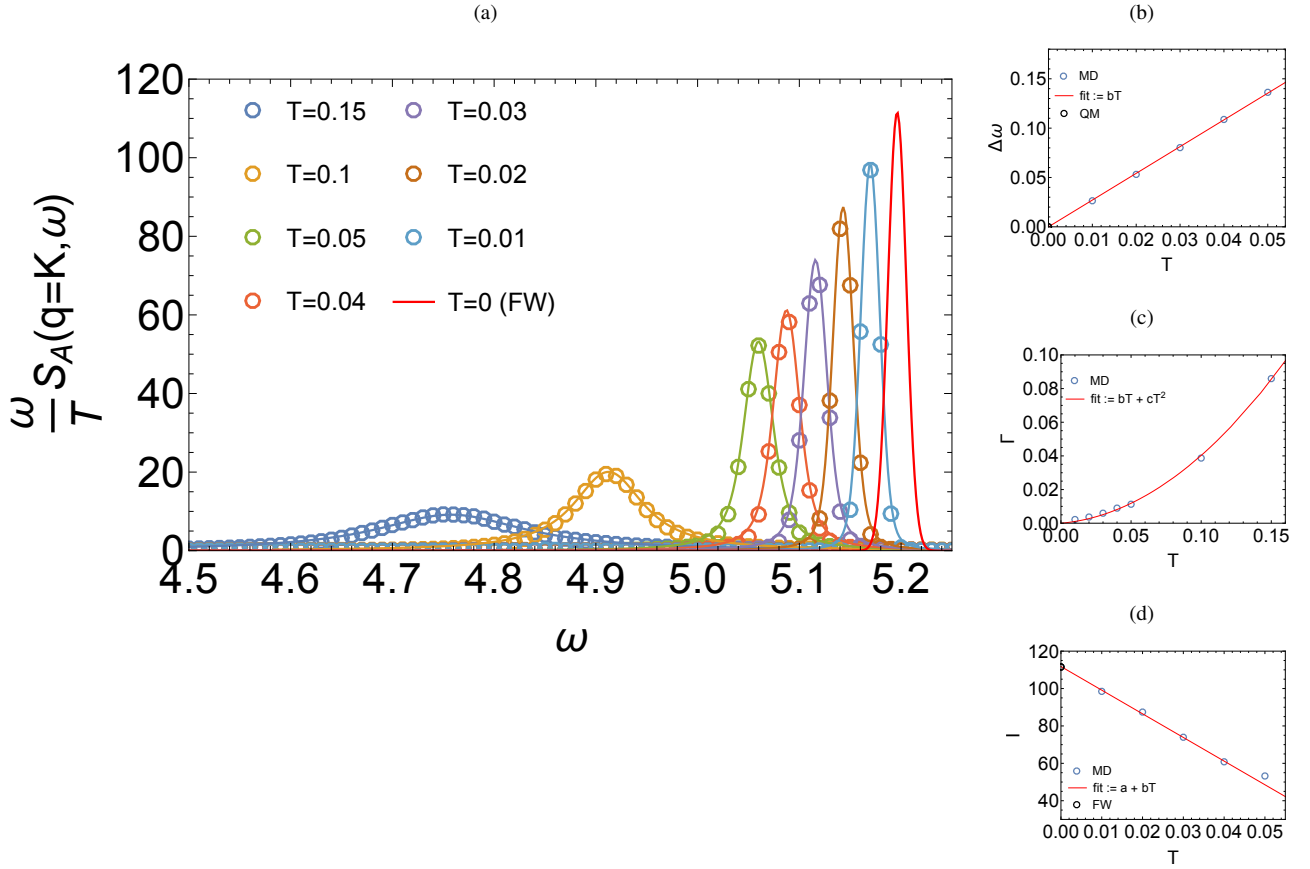 (a)
120
100
80
60
40
20
0
ω/T S_A(q=K,ω)
T=0.15
T=0.1
T=0.05
T=0.04
T=0.03
T=0.02
T=0.01
T=0 (FW)
4.5 4.6 4.7 4.8 4.9 5.0 5.1 5.2
ω
(b)
0.15
0.10
0.05
0.00
Δω
MD
fit := bT
QM
0.00 0.01 0.02 0.03 0.04 0.05
T
(c)
0.10
0.08
0.06
0.04
0.02
0.00
Γ
MD
fit := bT + cT²
0.00 0.05 0.10 0.15
T
(d)
120
100
80
60
40
I
MD
fit := a + bT
FW
0.00 0.01 0.02 0.03 0.04 0.05
T